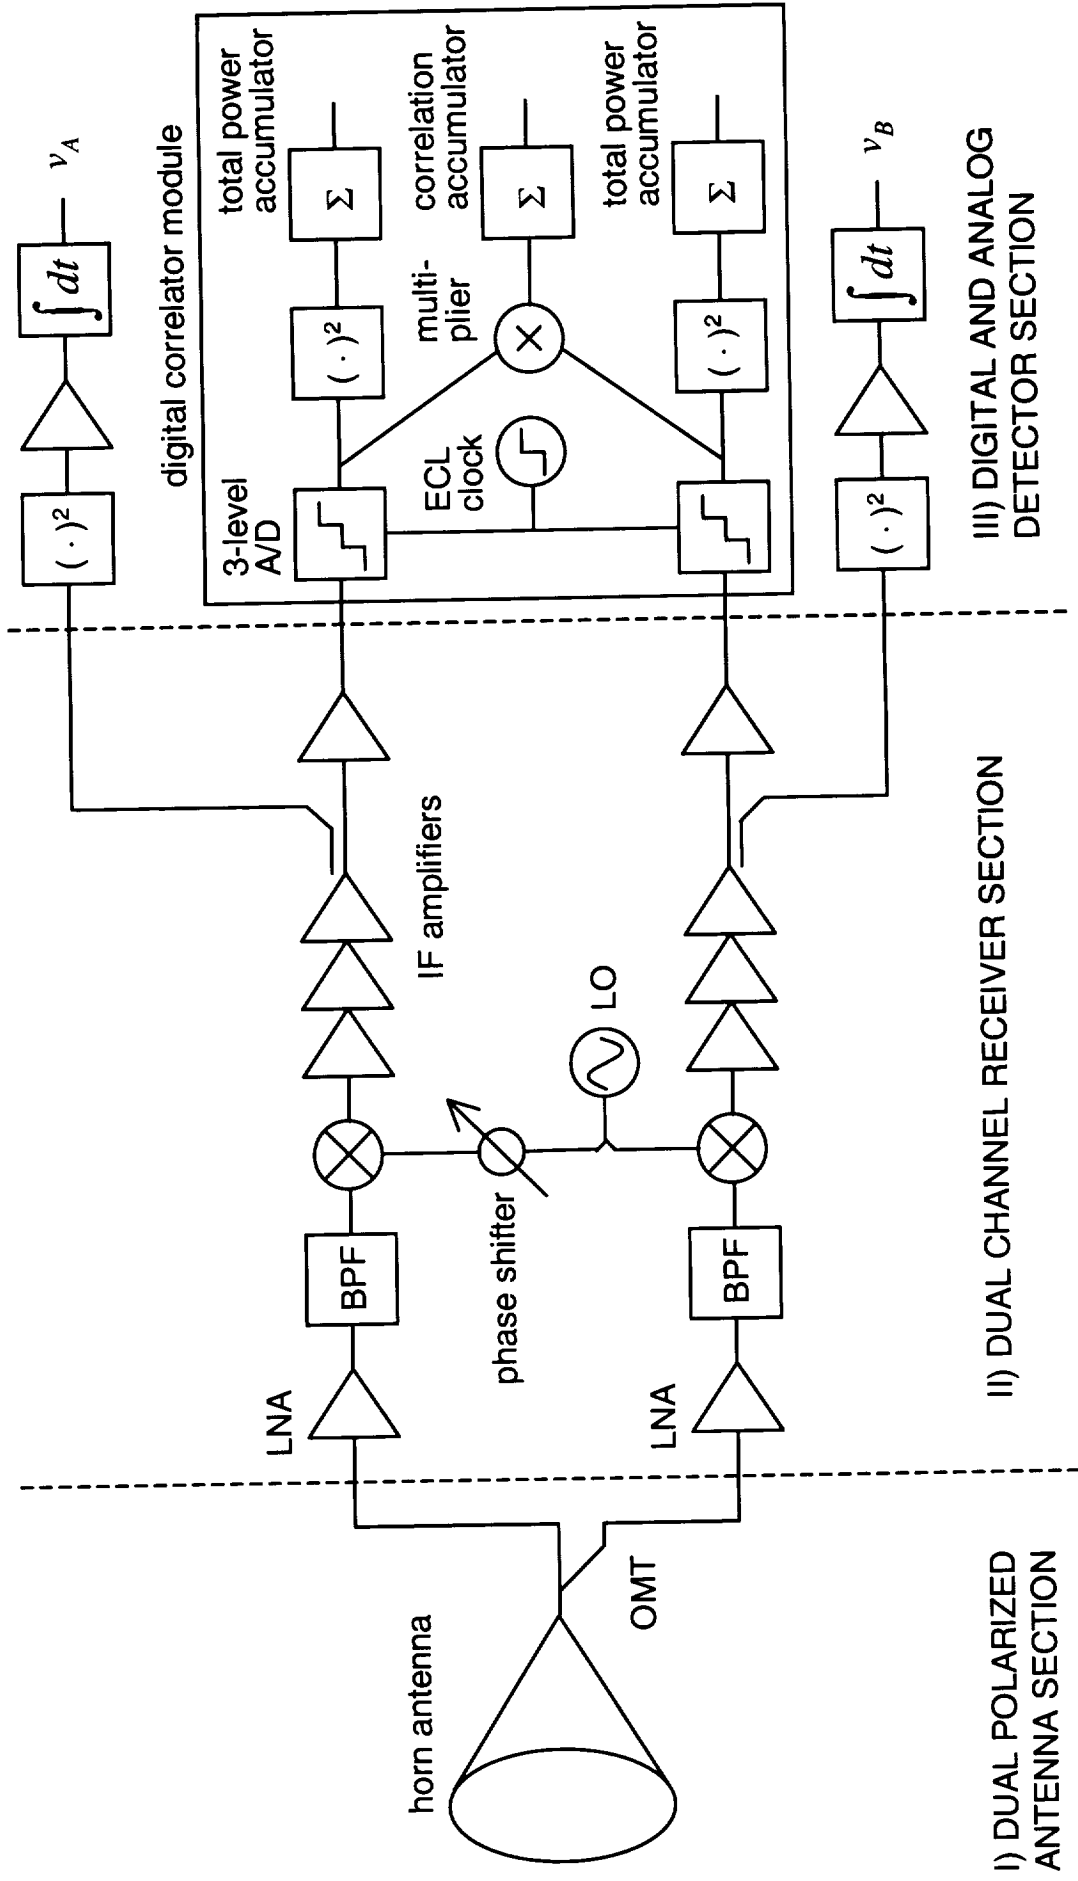 horn antenna
OMT
I) DUAL POLARIZED
ANTENNA SECTION
LNA
LNA
BPF
BPF
phase shifter
LO
IF amplifiers
II) DUAL CHANNEL RECEIVER SECTION
( · )²
∫ dt
v_A
digital correlator module
3-level
A/D
ECL
clock
( · )²
multi-
plier
×
( · )²
total power
accumulator
Σ
correlation
accumulator
Σ
total power
accumulator
Σ
( · )²
∫ dt
v_B
III) DIGITAL AND ANALOG
DETECTOR SECTION